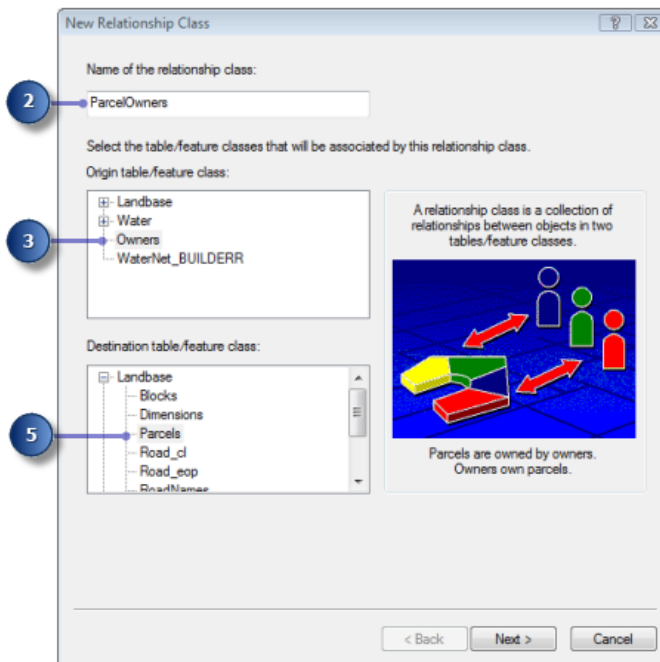 New Relationship Class
Name of the relationship class:
2
ParcelOwners
Select the table/feature classes that will be associated by this relationship class.
Origin table/feature class:
Landbase
Water
3
Owners
WaterNet_BUILDERR
A relationship class is a collection of
relationships between objects in two
tables/feature classes.
Destination table/feature class:
Landbase
Blocks
Dimensions
5
Parcels
Road_cl
Road_eop
RoadNames
Parcels are owned by owners.
Owners own parcels.
< Back
Next >
Cancel